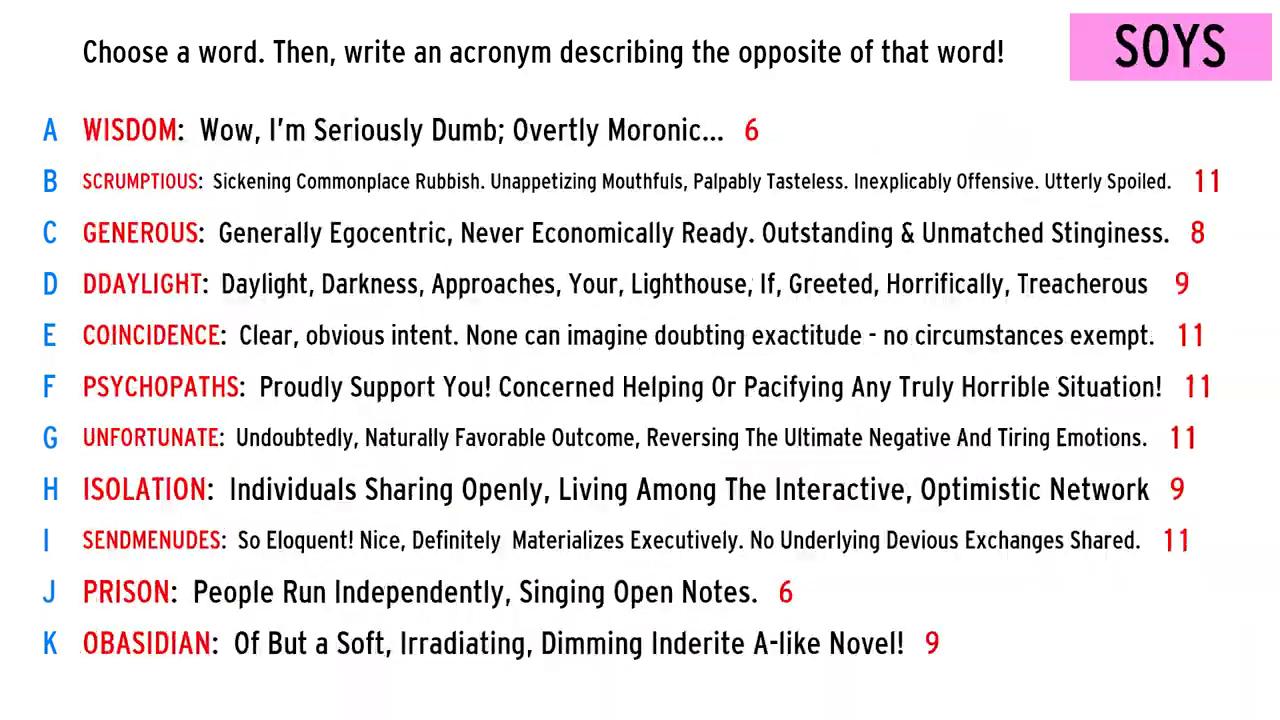 Choose a word. Then, write an acronym describing the opposite of that word!
SOYS
A WISDOM: Wow, I'm Seriously Dumb; Overtly Moronic... 6
B SCRUMPTIOUS: Sickening Commonplace Rubbish. Unappetizing Mouthfuls, Palpably Tasteless. Inexplicably Offensive. Utterly Spoiled. 11
C GENEROUS: Generally Egocentric, Never Economically Ready. Outstanding & Unmatched Stinginess. 8
D DDAYLIGHT: Daylight, Darkness, Approaches, Your, Lighthouse, If, Greeted, Horrifically, Treacherous 9
E COINCIDENCE: Clear, obvious intent. None can imagine doubting exactitude - no circumstances exempt. 11
F PSYCHOPATHS: Proudly Support You! Concerned Helping Or Pacifying Any Truly Horrible Situation! 11
G UNFORTUNATE: Undoubtedly, Naturally Favorable Outcome, Reversing The Ultimate Negative And Tiring Emotions. 11
H ISOLATION: Individuals Sharing Openly, Living Among The Interactive, Optimistic Network 9
I SENDMENUDES: So Eloquent! Nice, Definitely Materializes Executively. No Underlying Devious Exchanges Shared. 11
J PRISON: People Run Independently, Singing Open Notes. 6
K OBASIDIAN: Of But a Soft, Irradiating, Dimming Inderite A-like Novel! 9